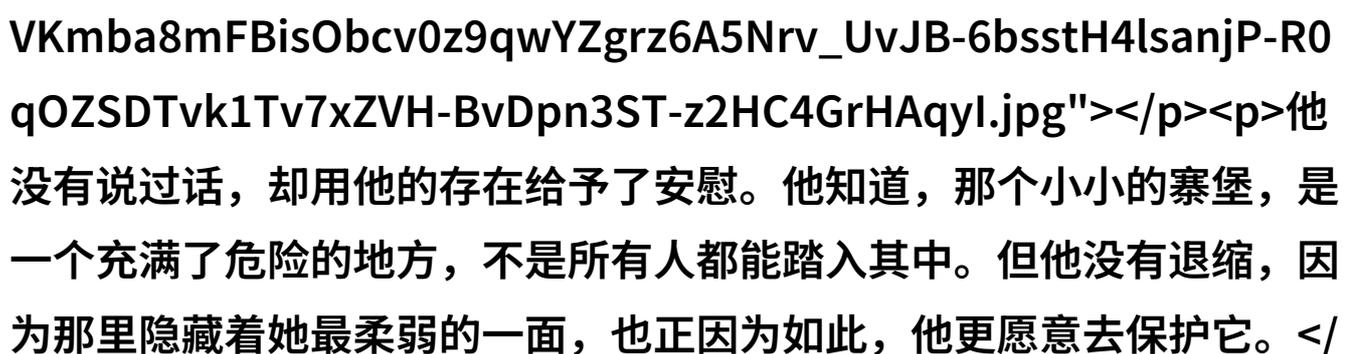 VKmba8mFBisObcv0z9qwYZgrz6A5Nrv_UvJB-6bsstH4lsanjP-R0
qOZSDTvk1Tv7xZVH-BvDpn3ST-z2HC4GrHAqyI.jpg"></p><p>他
没有说过话，却用他的存在给予了安慰。他知道，那个小小的寨堡，是
一个充满了危险的地方，不是所有人都能踏入其中。但他没有退缩，因
为那里隐藏着她最柔弱的一面，也正因为如此，他更愿意去保护它。</